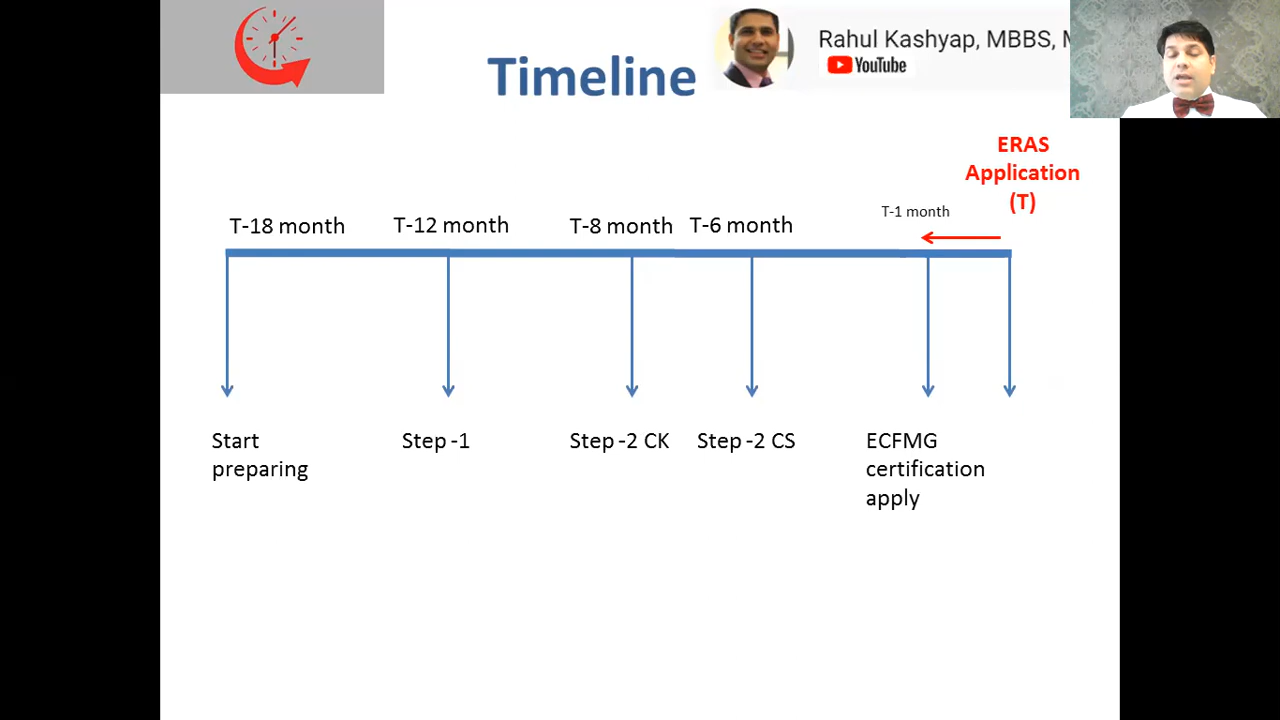 Timeline
Rahul Kashyap, MBBS,
YouTube
ERAS
Application
(T)
T-18 month
T-12 month
T-8 month
T-6 month
T-1 month
Start
preparing
Step -1
Step -2 CK
Step -2 CS
ECFMG
certification
apply